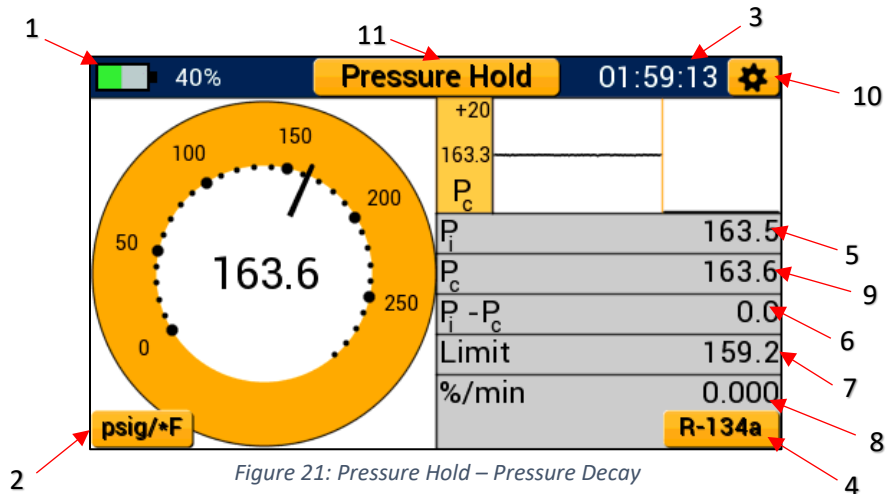 1
11
3
40%
Pressure Hold
01:59:13
10
+20
163.3
Pc
0
50
100
150
200
250
163.6
Pi 163.5
5
Pc 163.6
9
Pi -Pc 0.0
6
Limit 159.2
7
%/min 0.000
8
psig/*F
R-134a
2
4
Figure 21: Pressure Hold – Pressure Decay